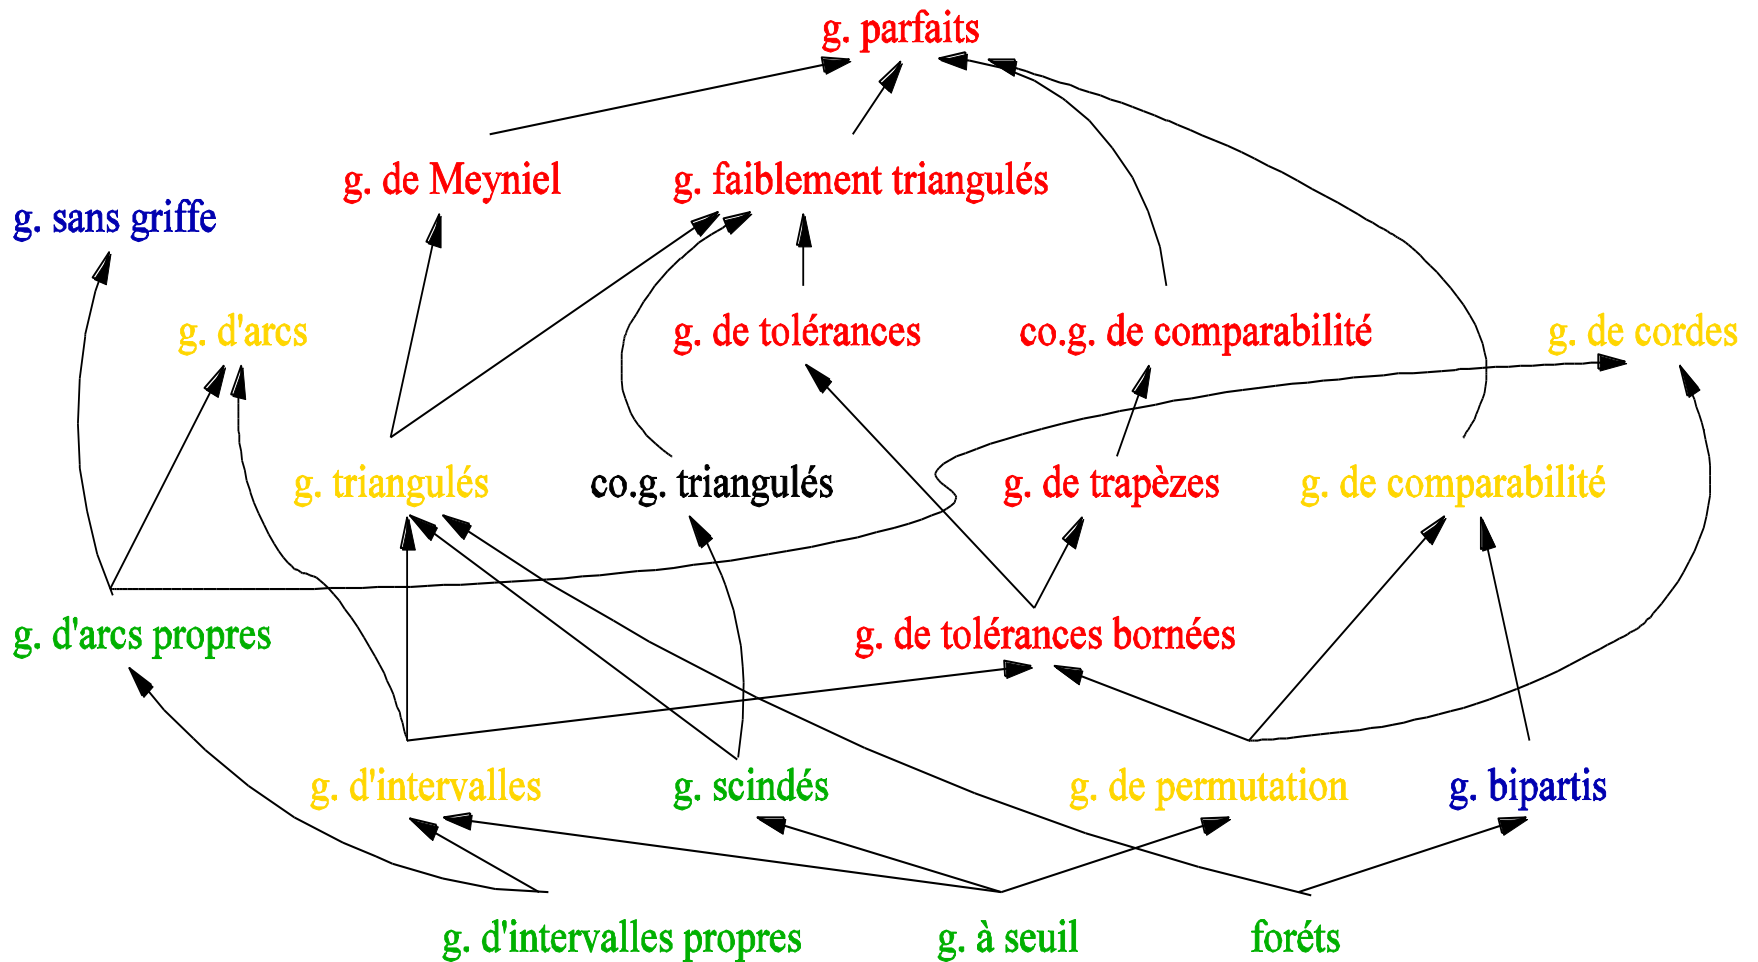 g. parfaits
g. de Meyniel
g. faiblement triangulés
g. sans griffe
g. d'arcs
g. de tolérances
co.g. de comparabilité
g. de cordes
g. triangulés
co.g. triangulés
g. de trapèzes
g. de comparabilité
g. d'arcs propres
g. de tolérances bornées
g. d'intervalles
g. scindés
g. de permutation
g. bipartis
g. d'intervalles propres
g. à seuil
foréts